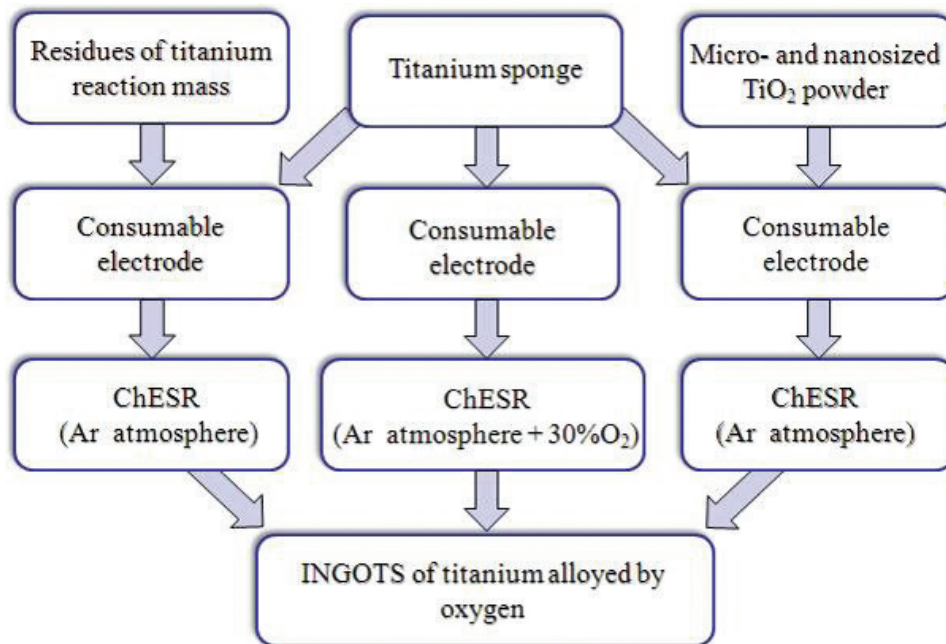 Residues of titanium
reaction mass
Titanium sponge
Micro- and nanosized
TiO₂ powder
Consumable
electrode
Consumable
electrode
Consumable
electrode
ChESR
(Ar atmosphere)
ChESR
(Ar atmosphere + 30%O₂)
ChESR
(Ar atmosphere)
INGOTS of titanium alloyed by
oxygen